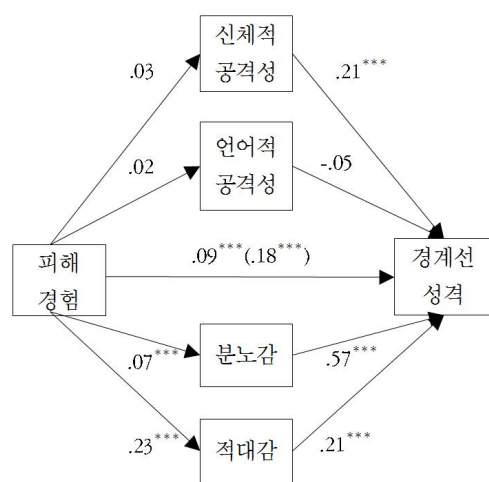 신체적
공격성
.03
.21***
언어적
공격성
.02
-.05
피해
경험
.09***(.18***)
경계선
성격
.07***
분노감
.57***
.23***
적대감
.21***